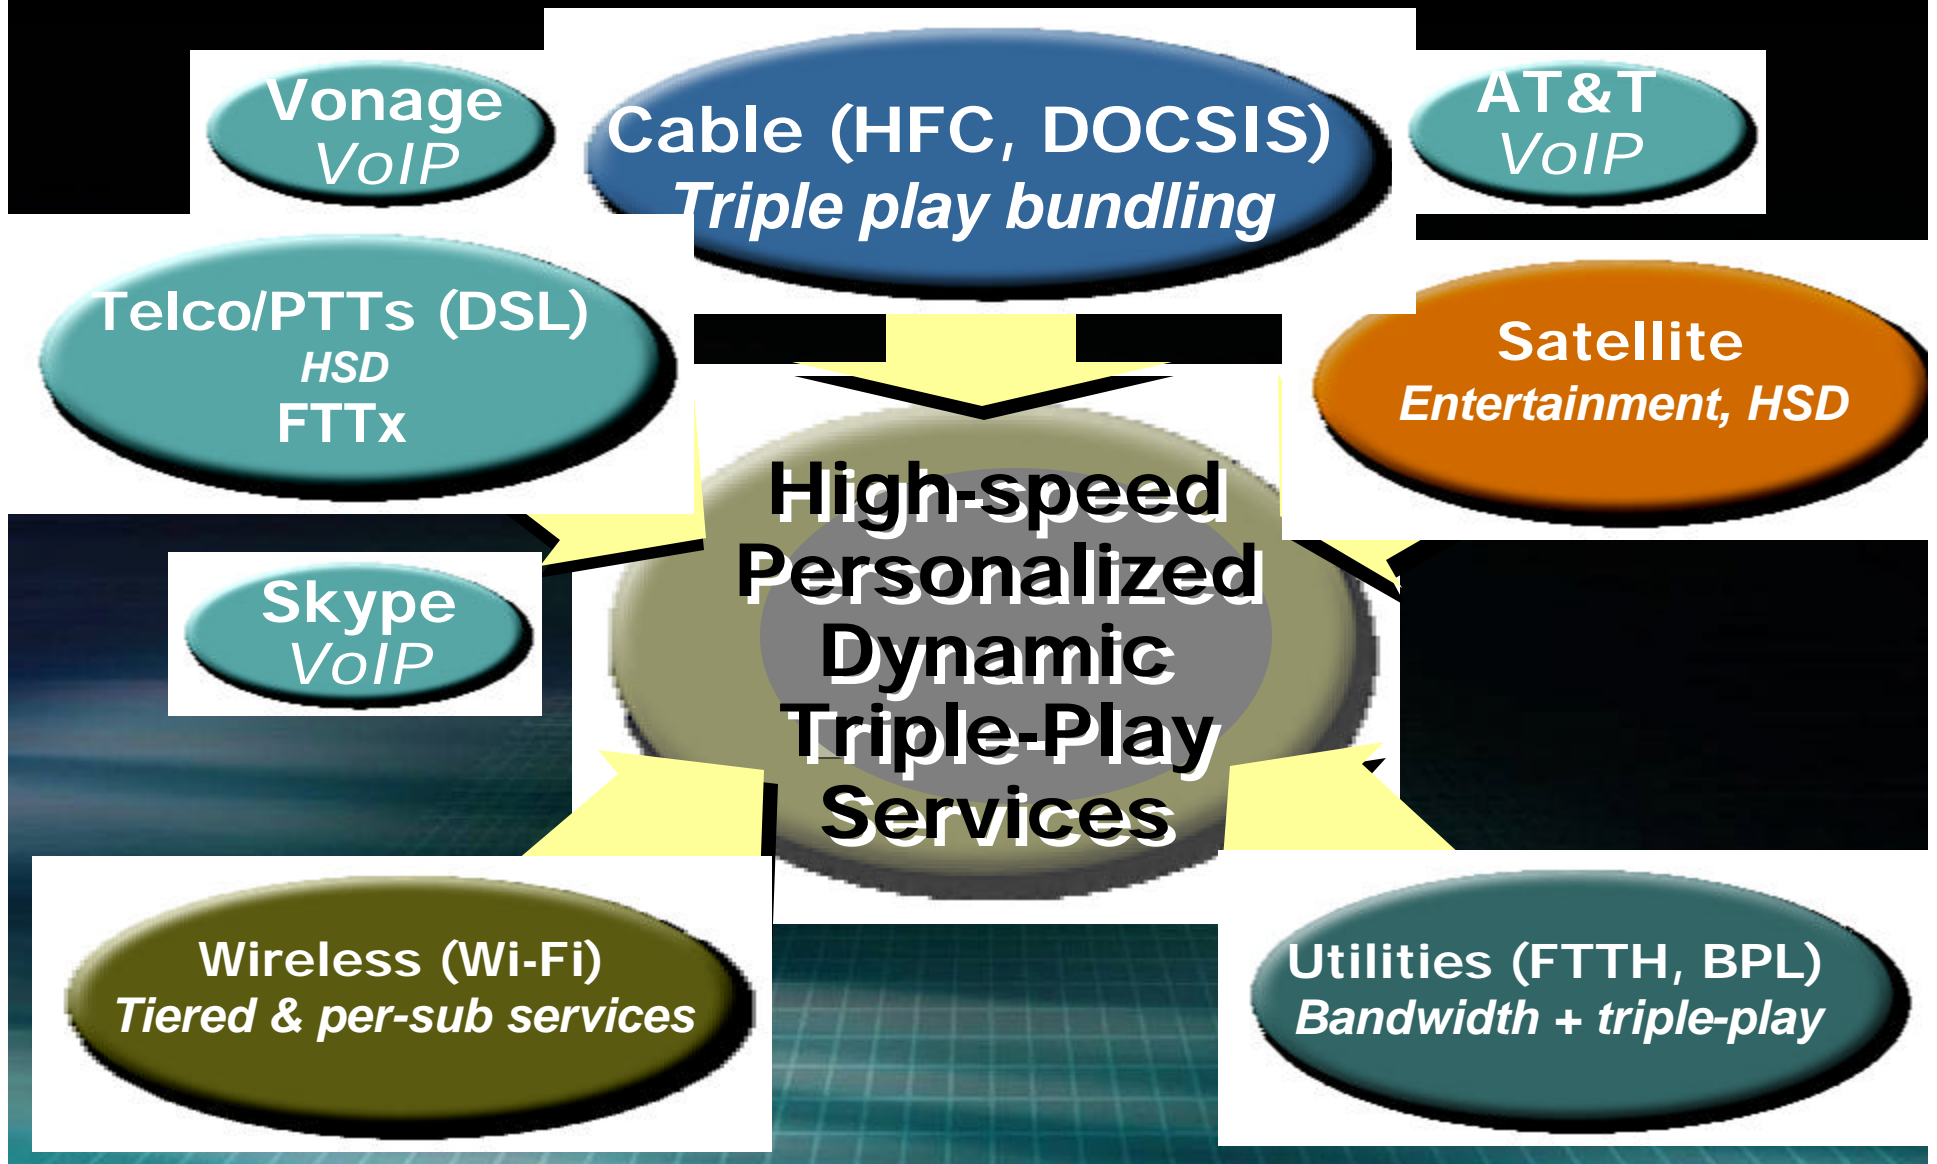 Vonage
VoIP
Cable (HFC, DOCSIS)
Triple play bundling
AT&T
VoIP
Telco/PTTs (DSL)
HSD
FTTx
Satellite
Entertainment, HSD
High-speed
Personalized
Dynamic
Triple-Play
Services
Skype
VoIP
Wireless (Wi-Fi)
Tiered & per-sub services
Utilities (FTTH, BPL)
Bandwidth + triple-play